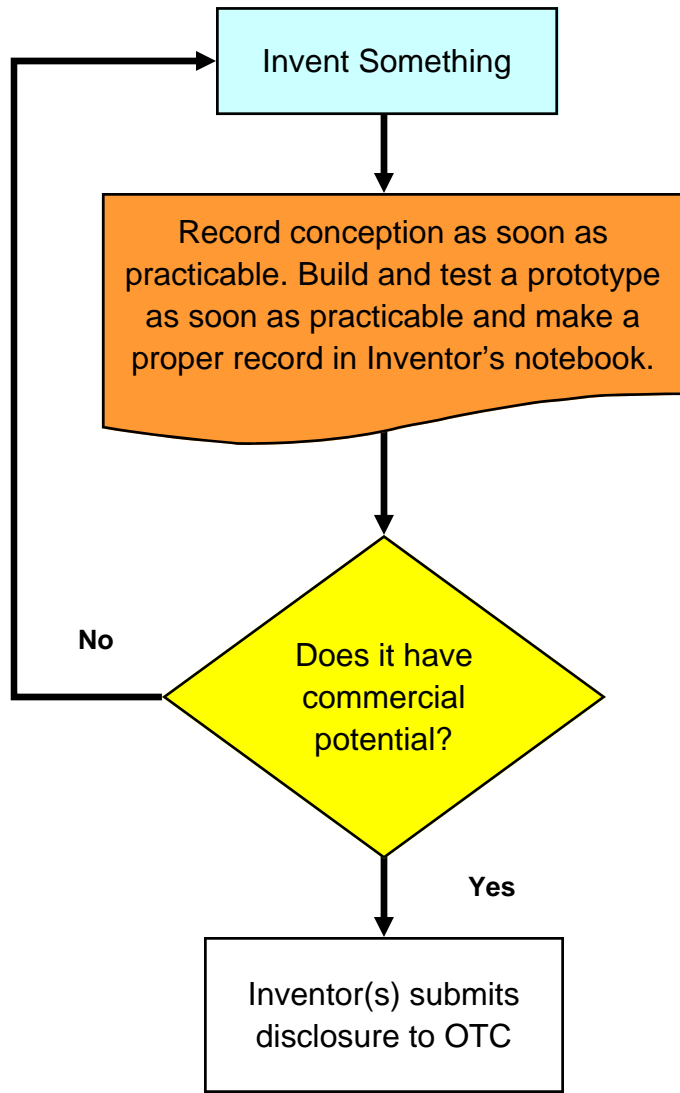 Invent Something
Record conception as soon as
practicable. Build and test a prototype
as soon as practicable and make a
proper record in Inventor’s notebook.
No
Does it have
commercial
potential?
Yes
Inventor(s) submits
disclosure to OTC